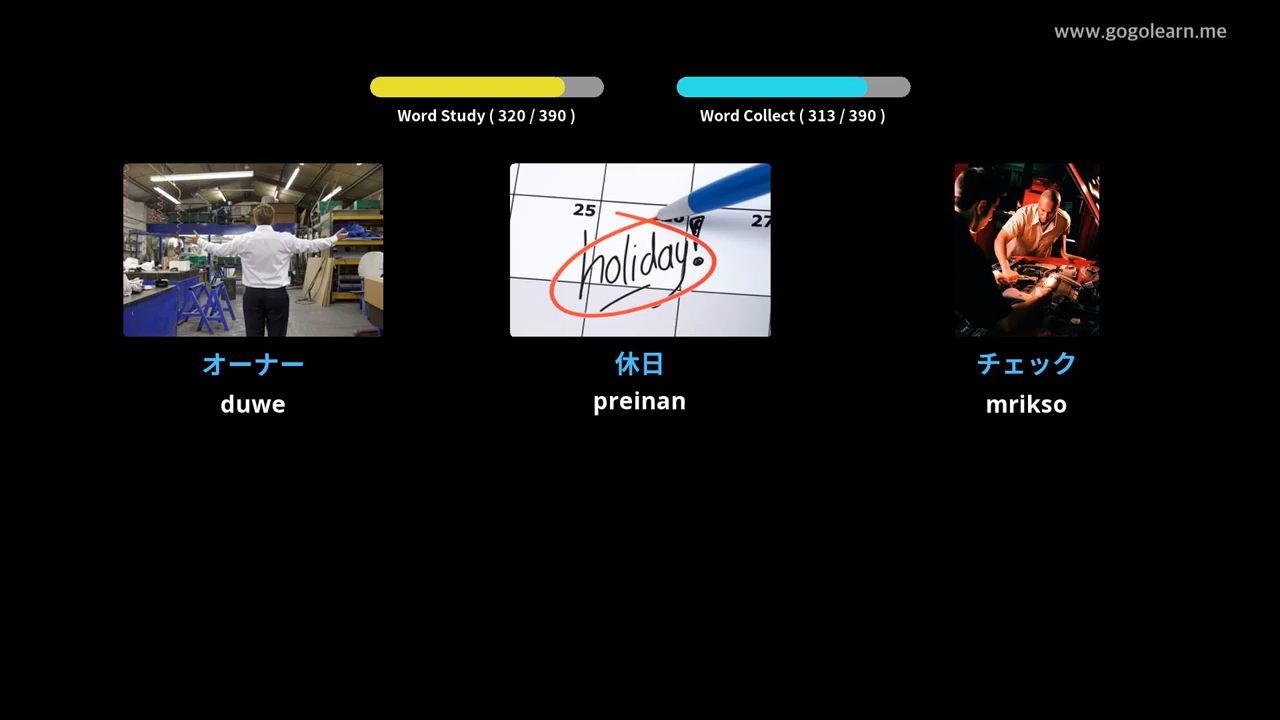 www.gogolearn.me
Word Study ( 320 / 390 )
Word Collect ( 313 / 390 )
25
27
holiday!
オーナー
休日
チェック
duwe
preinan
mrikso